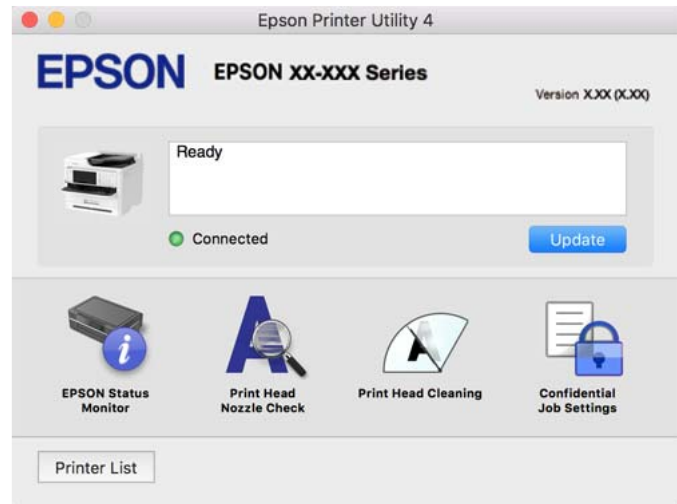 Epson Printer Utility 4
EPSON
EPSON XX-XXX Series
Version X.XX (X.XX)
Ready
Connected
Update
EPSON Status
Monitor
Print Head
Nozzle Check
Print Head Cleaning
Confidential
Job Settings
Printer List